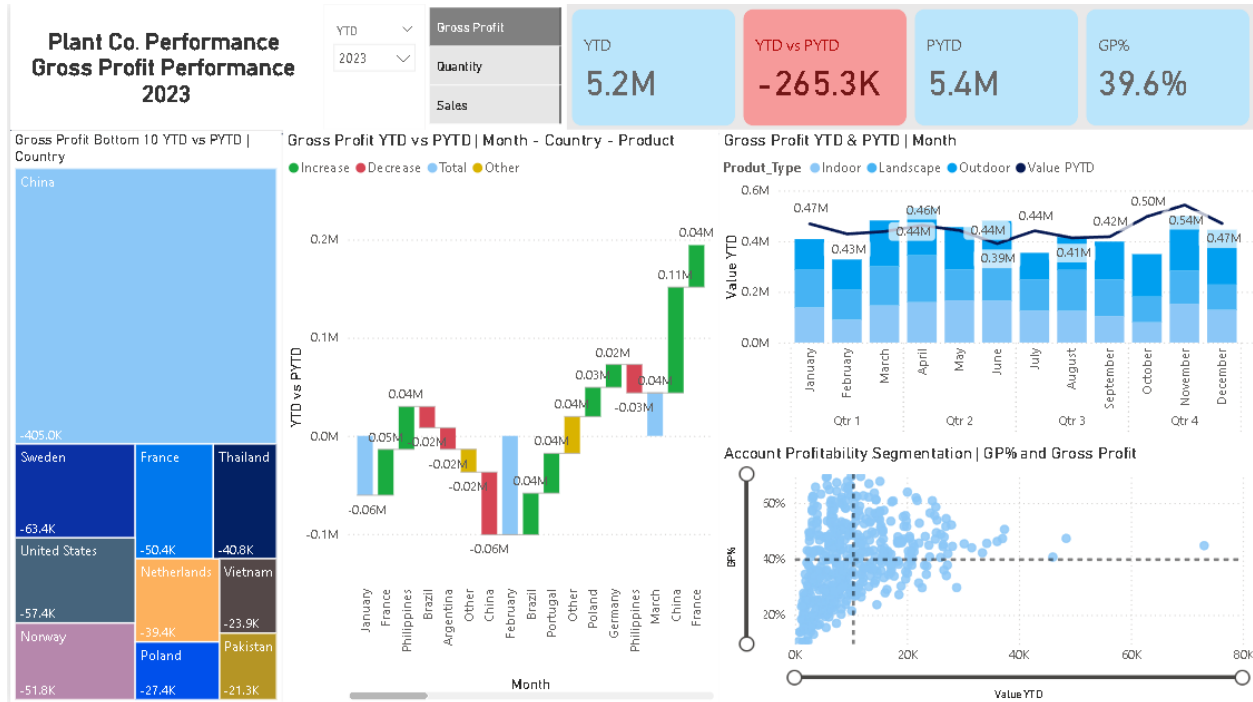 Plant Co. Performance
Gross Profit Performance
2023
YTD
2023
Gross Profit
Quantity
Sales
YTD
5.2M
YTD vs PYTD
-265.3K
PYTD
5.4M
GP%
39.6%
Gross Profit Bottom 10 YTD vs PYTD |
Country
China
-405.0K
Sweden
-63.4K
United States
-57.4K
Norway
-51.8K
France
-50.4K
Thailand
-40.8K
Netherlands
-39.4K
Poland
-27.4K
Vietnam
-23.9K
Pakistan
-21.3K
Gross Profit YTD vs PYTD | Month - Country - Product
Increase Decrease Total Other
YTD vs PYTD
0.2M
0.1M
0.0M
-0.1M
-0.06M
0.05M
0.04M
-0.02M
-0.02M
-0.02M
-0.06M
0.04M
0.04M
0.04M
0.03M
0.02M
-0.03M
0.04M
0.11M
0.04M
January
France
Philippines
Brazil
Argentina
Other
China
February
Brazil
Portugal
Other
Poland
Germany
Philippines
March
China
France
Month
Gross Profit YTD & PYTD | Month
Produt_Type Indoor Landscape Outdoor Value PYTD
Value YTD
0.6M
0.4M
0.2M
0.0M
0.47M
0.43M
0.44M
0.46M
0.44M
0.39M
0.44M
0.41M
0.42M
0.50M
0.54M
0.47M
January
February
March
April
May
June
July
August
September
October
November
December
Qtr 1
Qtr 2
Qtr 3
Qtr 4
Account Profitability Segmentation | GP% and Gross Profit
GP%
60%
40%
20%
0K
20K
40K
60K
80K
Value YTD